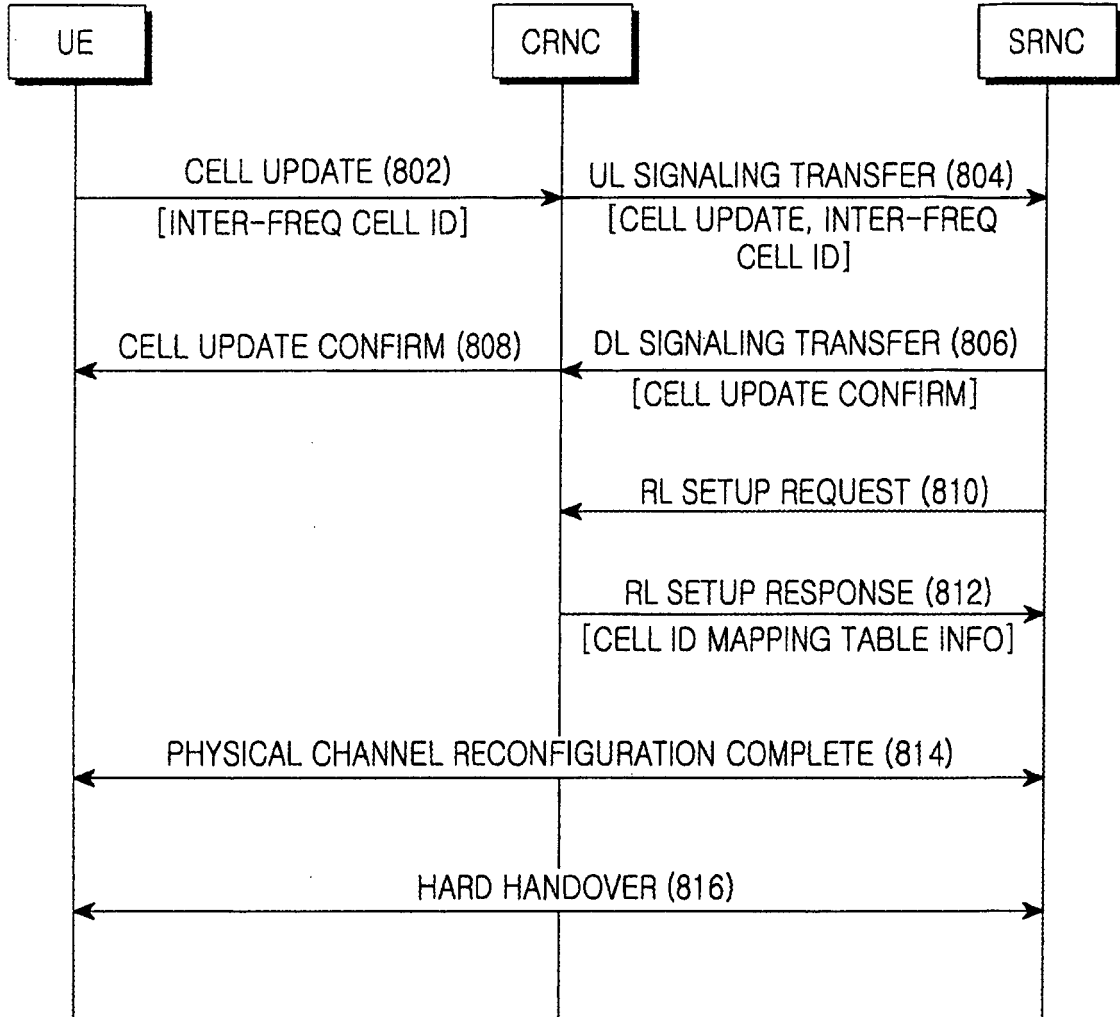 UE
CRNC
SRNC
CELL UPDATE (802)
[INTER-FREQ CELL ID]
UL SIGNALING TRANSFER (804)
[CELL UPDATE, INTER-FREQ
CELL ID]
CELL UPDATE CONFIRM (808)
DL SIGNALING TRANSFER (806)
[CELL UPDATE CONFIRM]
RL SETUP REQUEST (810)
RL SETUP RESPONSE (812)
[CELL ID MAPPING TABLE INFO]
PHYSICAL CHANNEL RECONFIGURATION COMPLETE (814)
HARD HANDOVER (816)